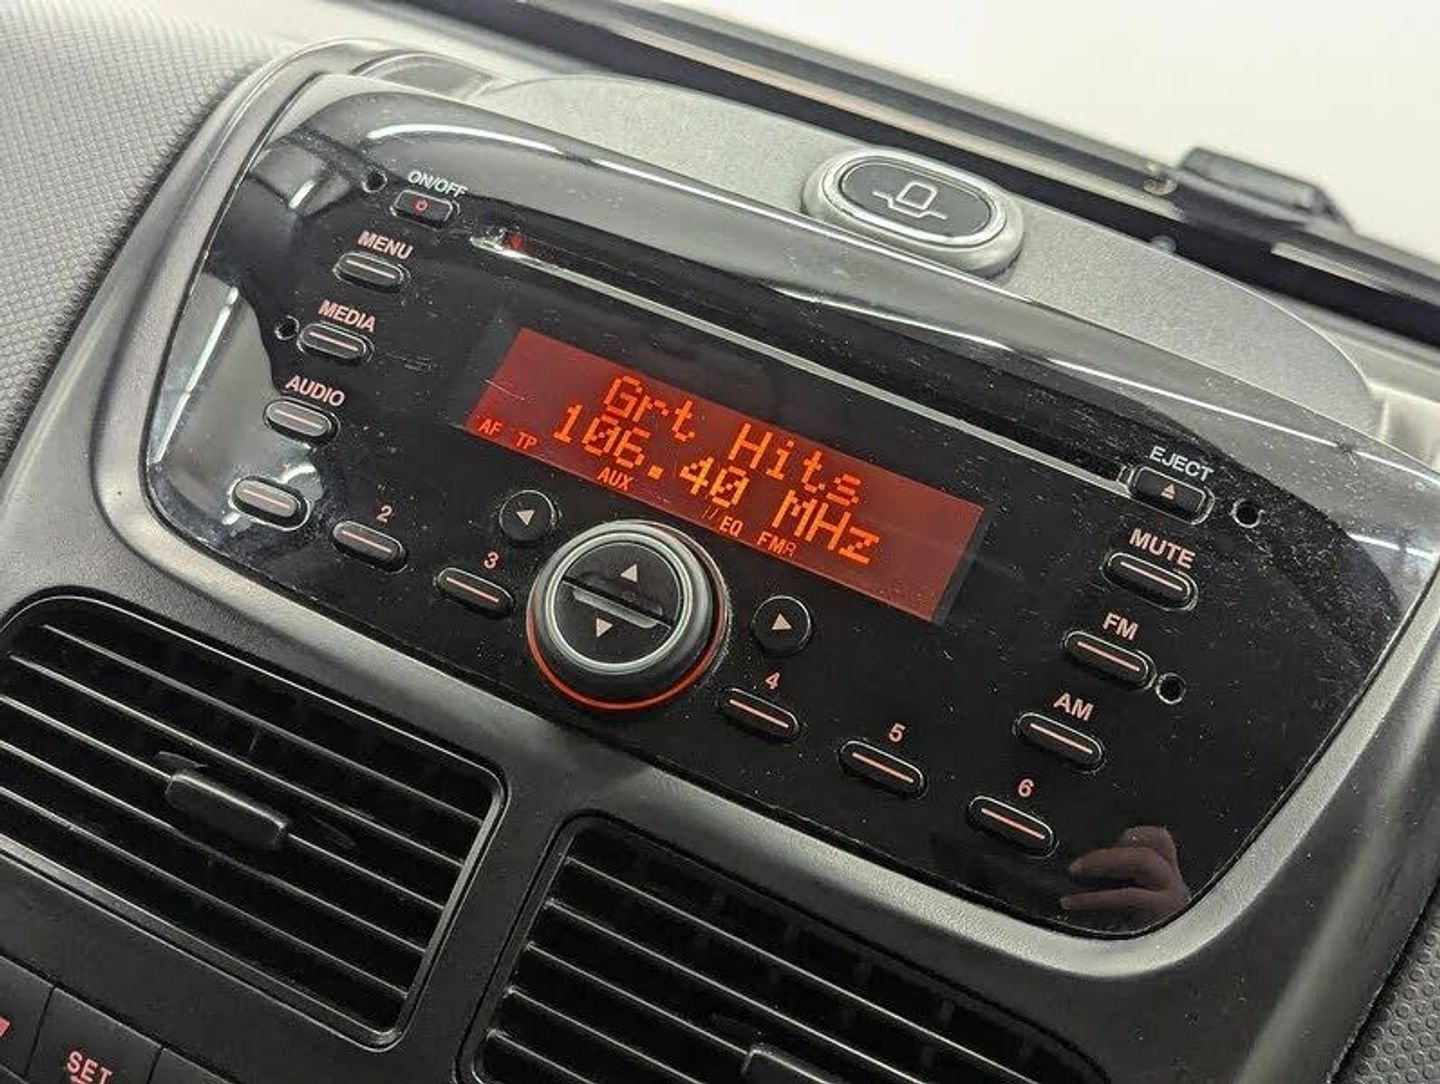 ON/OFF
MENU
MEDIA
AUDIO
1
2
3
4
5
6
Grt Hits
106.40 MHz
AF TP
AUX
EQ FMR
EJECT
MUTE
FM
AM
SET